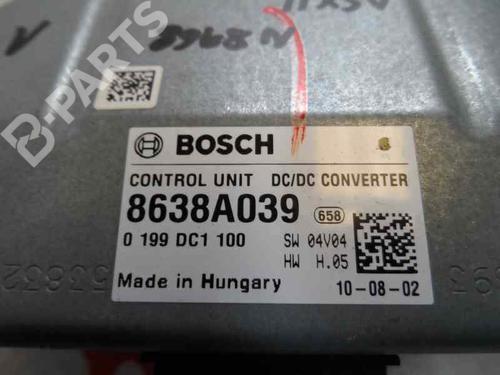 B-PARTS
BOSCH
CONTROL UNIT DC/DC CONVERTER
8638A039 658
0 199 DC1 100 SW 04V04
HW H.05
Made in Hungary 10-08-02